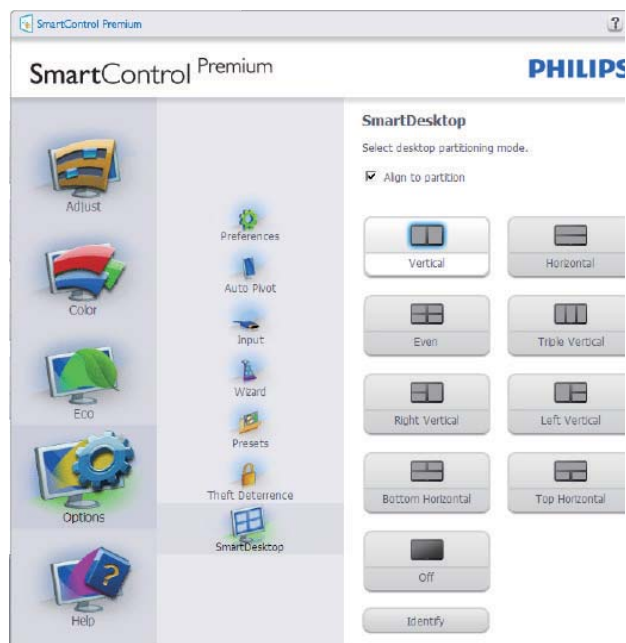 SmartControl Premium
?
SmartControl Premium
PHILIPS
Adjust
Color
Eco
Options
?
Help
Preferences
Auto Pivot
Input
Wizard
Presets
Theft Deterrence
SmartDesktop
SmartDesktop
Select desktop partitioning mode.
Align to partition
Vertical
Horizontal
Even
Triple Vertical
Right Vertical
Left Vertical
Bottom Horizontal
Top Horizontal
Off
Identify